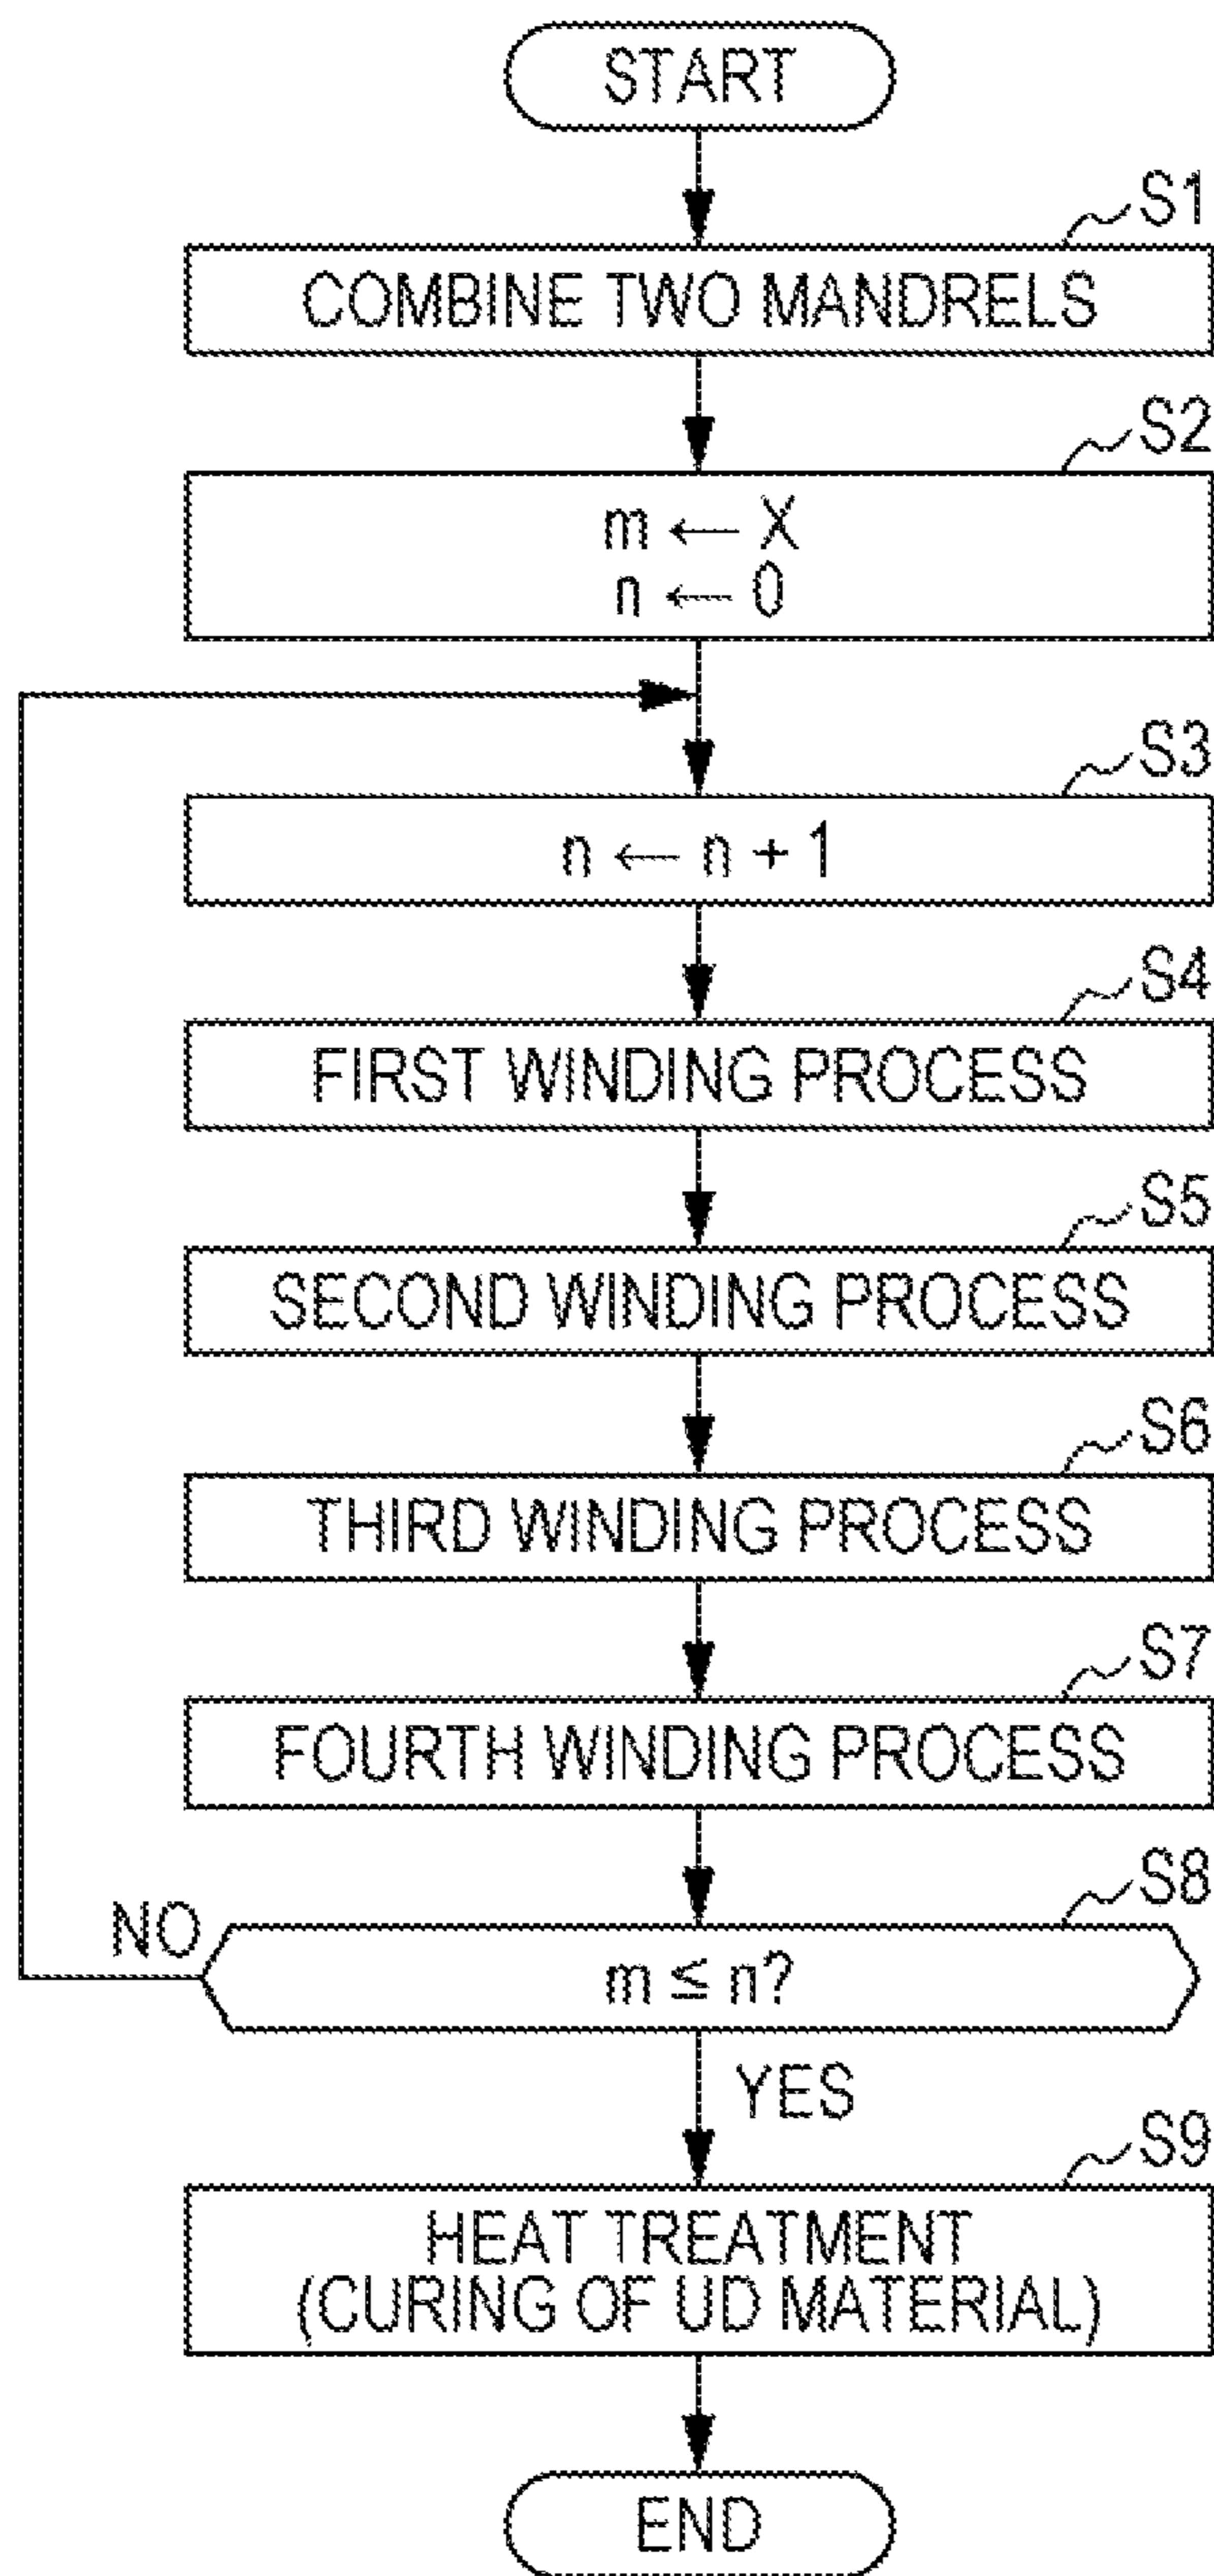 START
S1
COMBINE TWO MANDRELS
S2
m ← X
n ← 0
S3
n ← n + 1
S4
FIRST WINDING PROCESS
S5
SECOND WINDING PROCESS
S6
THIRD WINDING PROCESS
S7
FOURTH WINDING PROCESS
S8
NO
m ≤ n?
YES
S9
HEAT TREATMENT
(CURING OF UD MATERIAL)
END